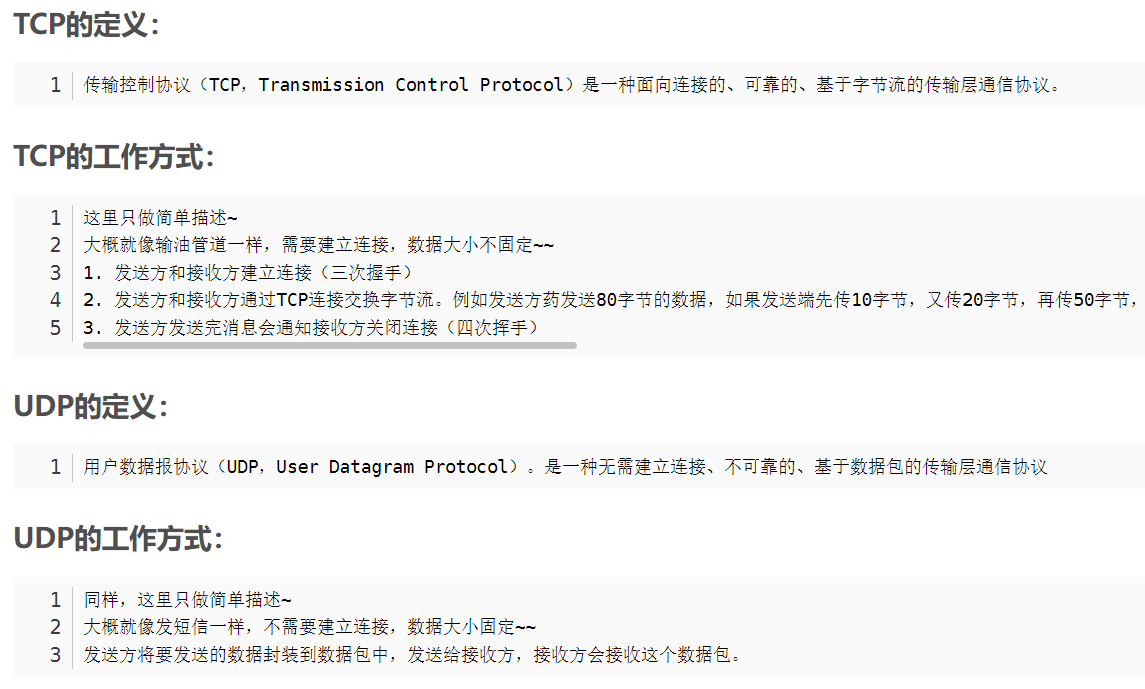 TCP的定义：
1 传输控制协议（TCP，Transmission Control Protocol）是一种面向连接的、可靠的、基于字节流的传输层通信协议。
TCP的工作方式：
1 这里只做简单描述~
2 大概就像输油管道一样，需要建立连接，数据大小不固定~~
3 1. 发送方和接收方建立连接（三次握手）
4 2. 发送方和接收方通过TCP连接交换字节流。例如发送方药发送80字节的数据，如果发送端先传10字节，又传20字节，再传50字节，
5 3. 发送方发送完消息会通知接收方关闭连接（四次挥手）
UDP的定义：
1 用户数据报协议（UDP，User Datagram Protocol）。是一种无需建立连接、不可靠的、基于数据包的传输层通信协议
UDP的工作方式：
1 同样，这里只做简单描述~
2 大概就像发短信一样，不需要建立连接，数据大小固定~~
3 发送方将要发送的数据封装到数据包中，发送给接收方，接收方会接收这个数据包。